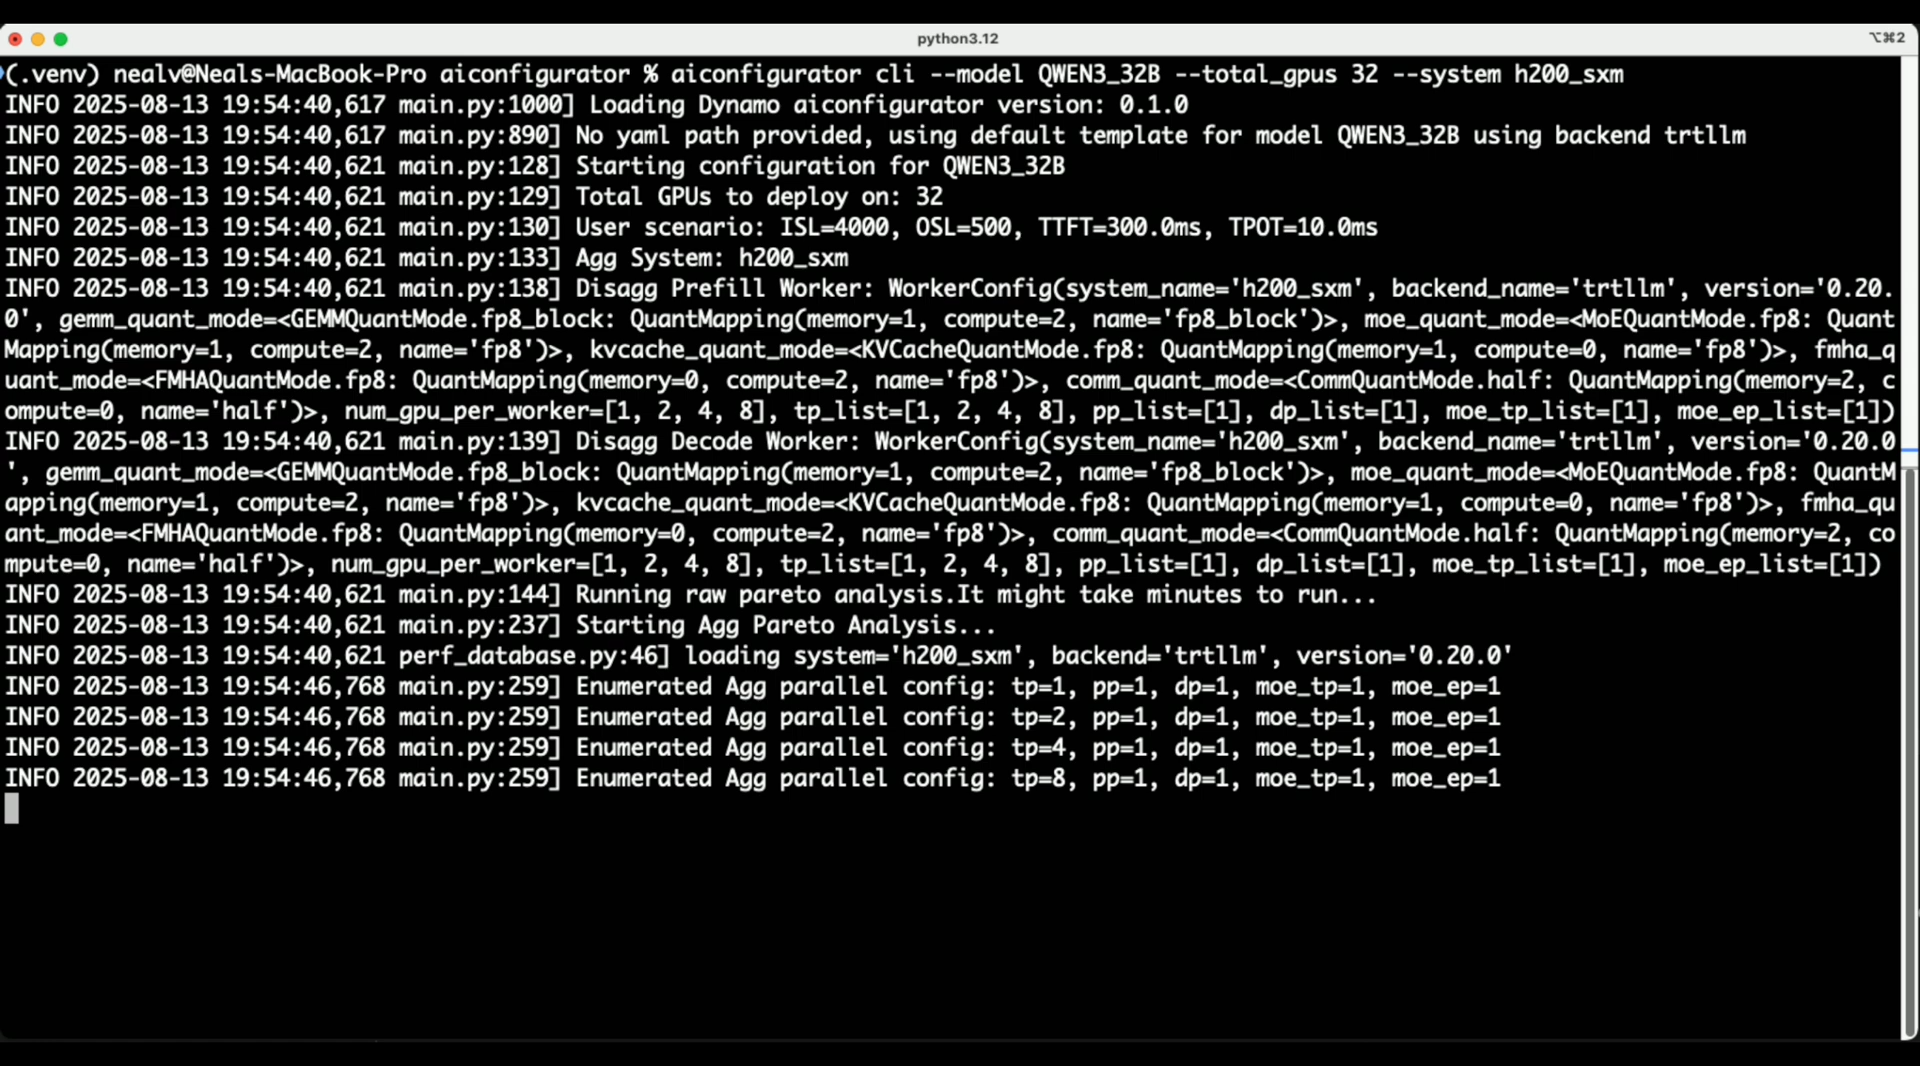 python3.12
⌥⌘2
(.venv) nealv@Neals-MacBook-Pro aiconfigurator % aiconfigurator cli --model QWEN3_32B --total_gpus 32 --system h200_sxm
INFO 2025-08-13 19:54:40,617 main.py:1000] Loading Dynamo aiconfigurator version: 0.1.0
INFO 2025-08-13 19:54:40,617 main.py:890] No yaml path provided, using default template for model QWEN3_32B using backend trtllm
INFO 2025-08-13 19:54:40,621 main.py:128] Starting configuration for QWEN3_32B
INFO 2025-08-13 19:54:40,621 main.py:129] Total GPUs to deploy on: 32
INFO 2025-08-13 19:54:40,621 main.py:130] User scenario: ISL=4000, OSL=500, TTFT=300.0ms, TPOT=10.0ms
INFO 2025-08-13 19:54:40,621 main.py:133] Agg System: h200_sxm
INFO 2025-08-13 19:54:40,621 main.py:138] Disagg Prefill Worker: WorkerConfig(system_name='h200_sxm', backend_name='trtllm', version='0.20.
0', gemm_quant_mode=<GEMMQuantMode.fp8_block: QuantMapping(memory=1, compute=2, name='fp8_block')>, moe_quant_mode=<MoEQuantMode.fp8: Quant
Mapping(memory=1, compute=2, name='fp8')>, kvcache_quant_mode=<KVCacheQuantMode.fp8: QuantMapping(memory=1, compute=0, name='fp8')>, fmha_q
uant_mode=<FMHAQuantMode.fp8: QuantMapping(memory=0, compute=2, name='fp8')>, comm_quant_mode=<CommQuantMode.half: QuantMapping(memory=2, c
ompute=0, name='half')>, num_gpu_per_worker=[1, 2, 4, 8], tp_list=[1, 2, 4, 8], pp_list=[1], dp_list=[1], moe_tp_list=[1], moe_ep_list=[1])
INFO 2025-08-13 19:54:40,621 main.py:139] Disagg Decode Worker: WorkerConfig(system_name='h200_sxm', backend_name='trtllm', version='0.20.0
', gemm_quant_mode=<GEMMQuantMode.fp8_block: QuantMapping(memory=1, compute=2, name='fp8_block')>, moe_quant_mode=<MoEQuantMode.fp8: QuantM
apping(memory=1, compute=2, name='fp8')>, kvcache_quant_mode=<KVCacheQuantMode.fp8: QuantMapping(memory=1, compute=0, name='fp8')>, fmha_qu
ant_mode=<FMHAQuantMode.fp8: QuantMapping(memory=0, compute=2, name='fp8')>, comm_quant_mode=<CommQuantMode.half: QuantMapping(memory=2, co
mpute=0, name='half')>, num_gpu_per_worker=[1, 2, 4, 8], tp_list=[1, 2, 4, 8], pp_list=[1], dp_list=[1], moe_tp_list=[1], moe_ep_list=[1])
INFO 2025-08-13 19:54:40,621 main.py:144] Running raw pareto analysis.It might take minutes to run...
INFO 2025-08-13 19:54:40,621 main.py:237] Starting Agg Pareto Analysis...
INFO 2025-08-13 19:54:40,621 perf_database.py:46] loading system='h200_sxm', backend='trtllm', version='0.20.0'
INFO 2025-08-13 19:54:46,768 main.py:259] Enumerated Agg parallel config: tp=1, pp=1, dp=1, moe_tp=1, moe_ep=1
INFO 2025-08-13 19:54:46,768 main.py:259] Enumerated Agg parallel config: tp=2, pp=1, dp=1, moe_tp=1, moe_ep=1
INFO 2025-08-13 19:54:46,768 main.py:259] Enumerated Agg parallel config: tp=4, pp=1, dp=1, moe_tp=1, moe_ep=1
INFO 2025-08-13 19:54:46,768 main.py:259] Enumerated Agg parallel config: tp=8, pp=1, dp=1, moe_tp=1, moe_ep=1